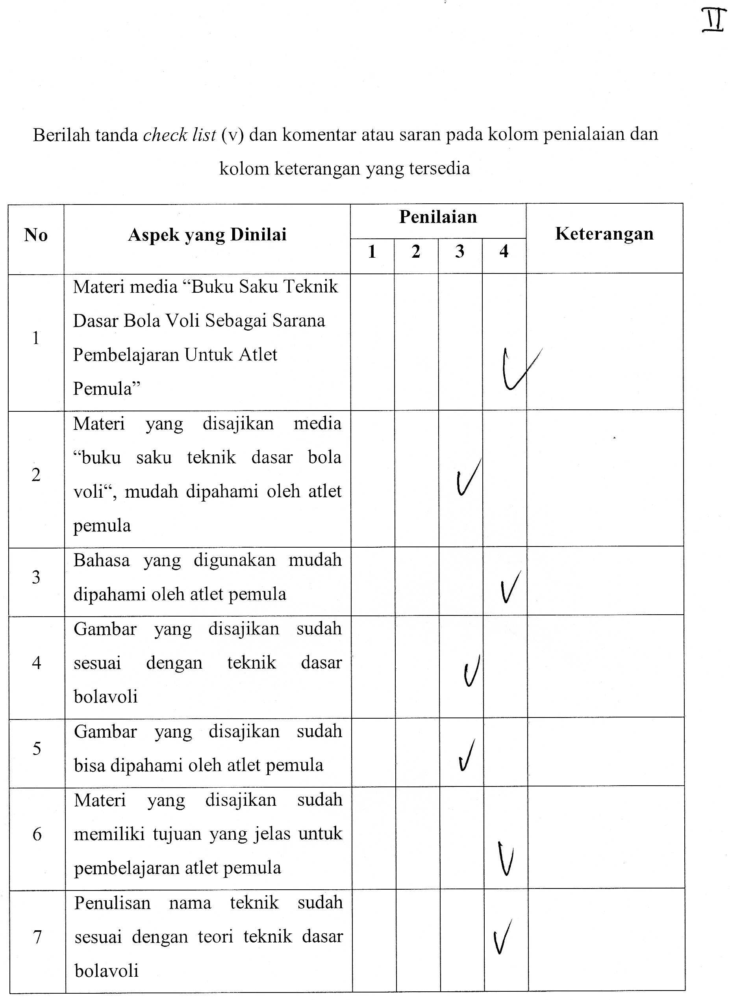 II
Berilah tanda check list (v) dan komentar atau saran pada kolom penialaian dan
kolom keterangan yang tersedia
No Aspek yang Dinilai Penilaian Keterangan
1 2 3 4
1
Materi media “Buku Saku Teknik
Dasar Bola Voli Sebagai Sarana
Pembelajaran Untuk Atlet
Pemula”
✓
2
Materi yang disajikan media
“buku saku teknik dasar bola
voli“, mudah dipahami oleh atlet
pemula
✓
3
Bahasa yang digunakan mudah
dipahami oleh atlet pemula
✓
4
Gambar yang disajikan sudah
sesuai dengan teknik dasar
bolavoli
✓
5
Gambar yang disajikan sudah
bisa dipahami oleh atlet pemula
✓
6
Materi yang disajikan sudah
memiliki tujuan yang jelas untuk
pembelajaran atlet pemula
✓
7
Penulisan nama teknik sudah
sesuai dengan teori teknik dasar
bolavoli
✓